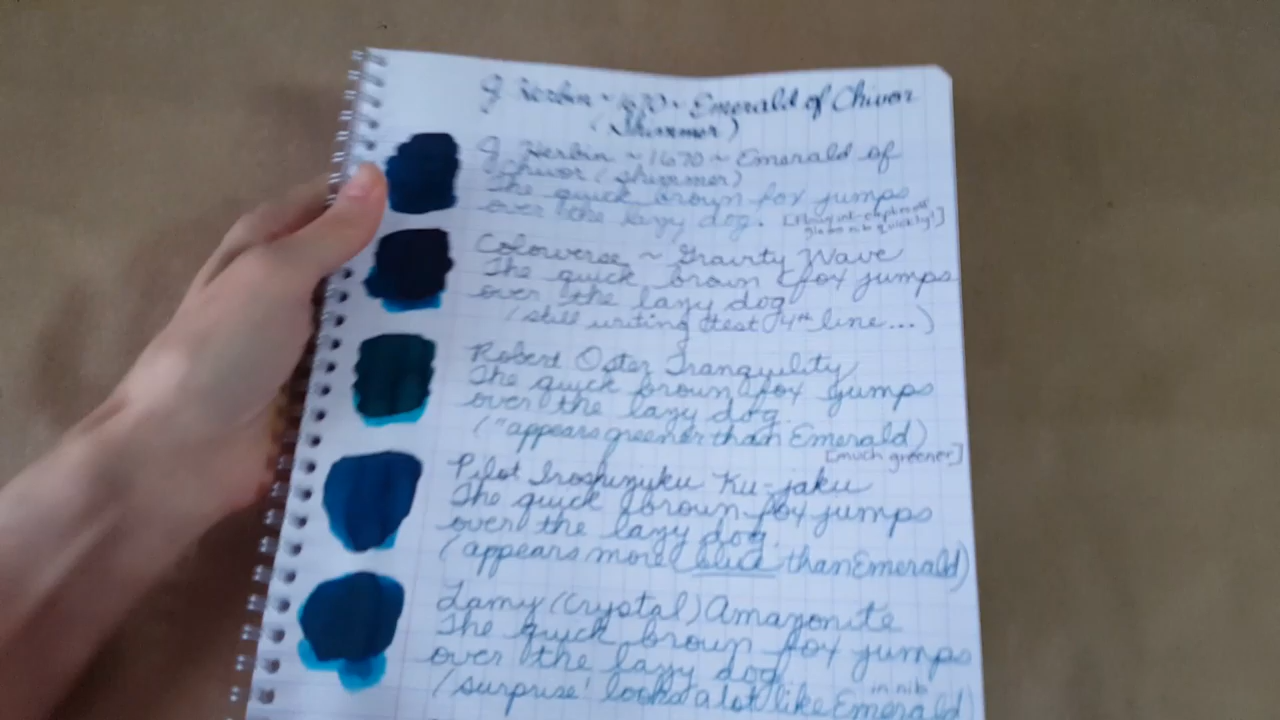 J Herbin ~ 1670 ~ Emerald of Chivor
(Shimmer)
J Herbin ~ 1670 ~ Emerald of
Chivor (shimmer)
The quick brown fox jumps
over the lazy dog.
quickly!]
Colorverse ~ Gravity Wave
The quick brown fox jumps
over the lazy dog
(still writing test 4th line...)
Robert Oster Tranquility
The quick brown fox jumps
over the lazy dog.
("appears greener than Emerald)
[much greener]
Pilot Iroshizuku Ku-jaku
The quick brown fox jumps
over the lazy dog.
(appears more blue than Emerald)
Lamy (Crystal) Amazonite
The quick brown fox jumps
over the lazy dog
in nib
(surprise! looks a lot like Emerald)